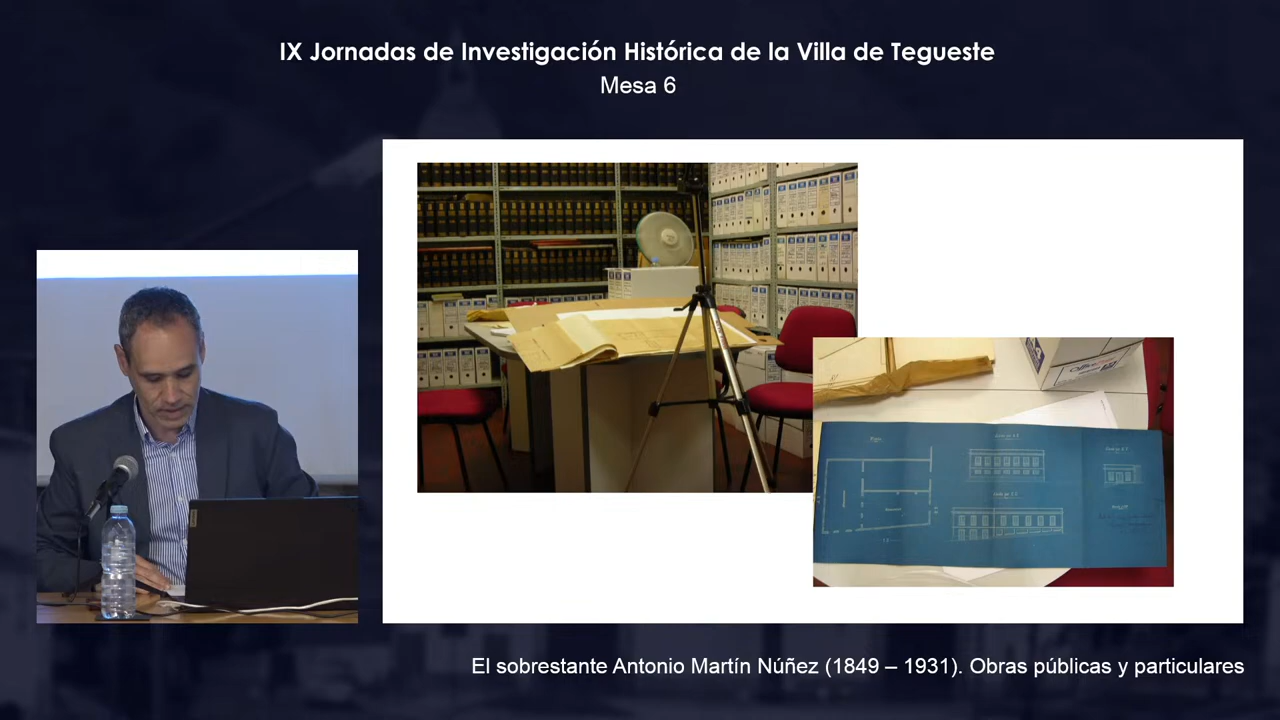 IX Jornadas de Investigación Histórica de la Villa de Tegueste
Mesa 6
El sobrestante Antonio Martín Núñez (1849 – 1931). Obras públicas y particulares